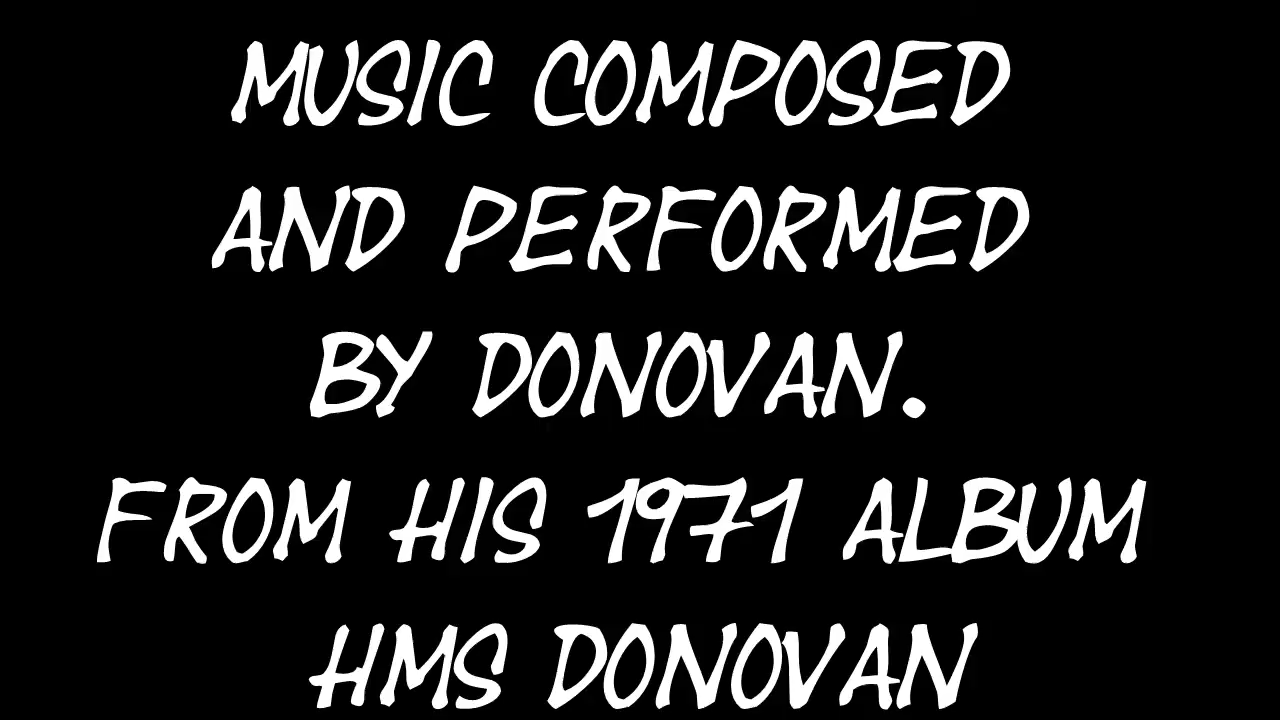 MUSIC COMPOSED
AND PERFORMED
BY DONOVAN.
FROM HIS 1971 ALBUM
HMS DONOVAN